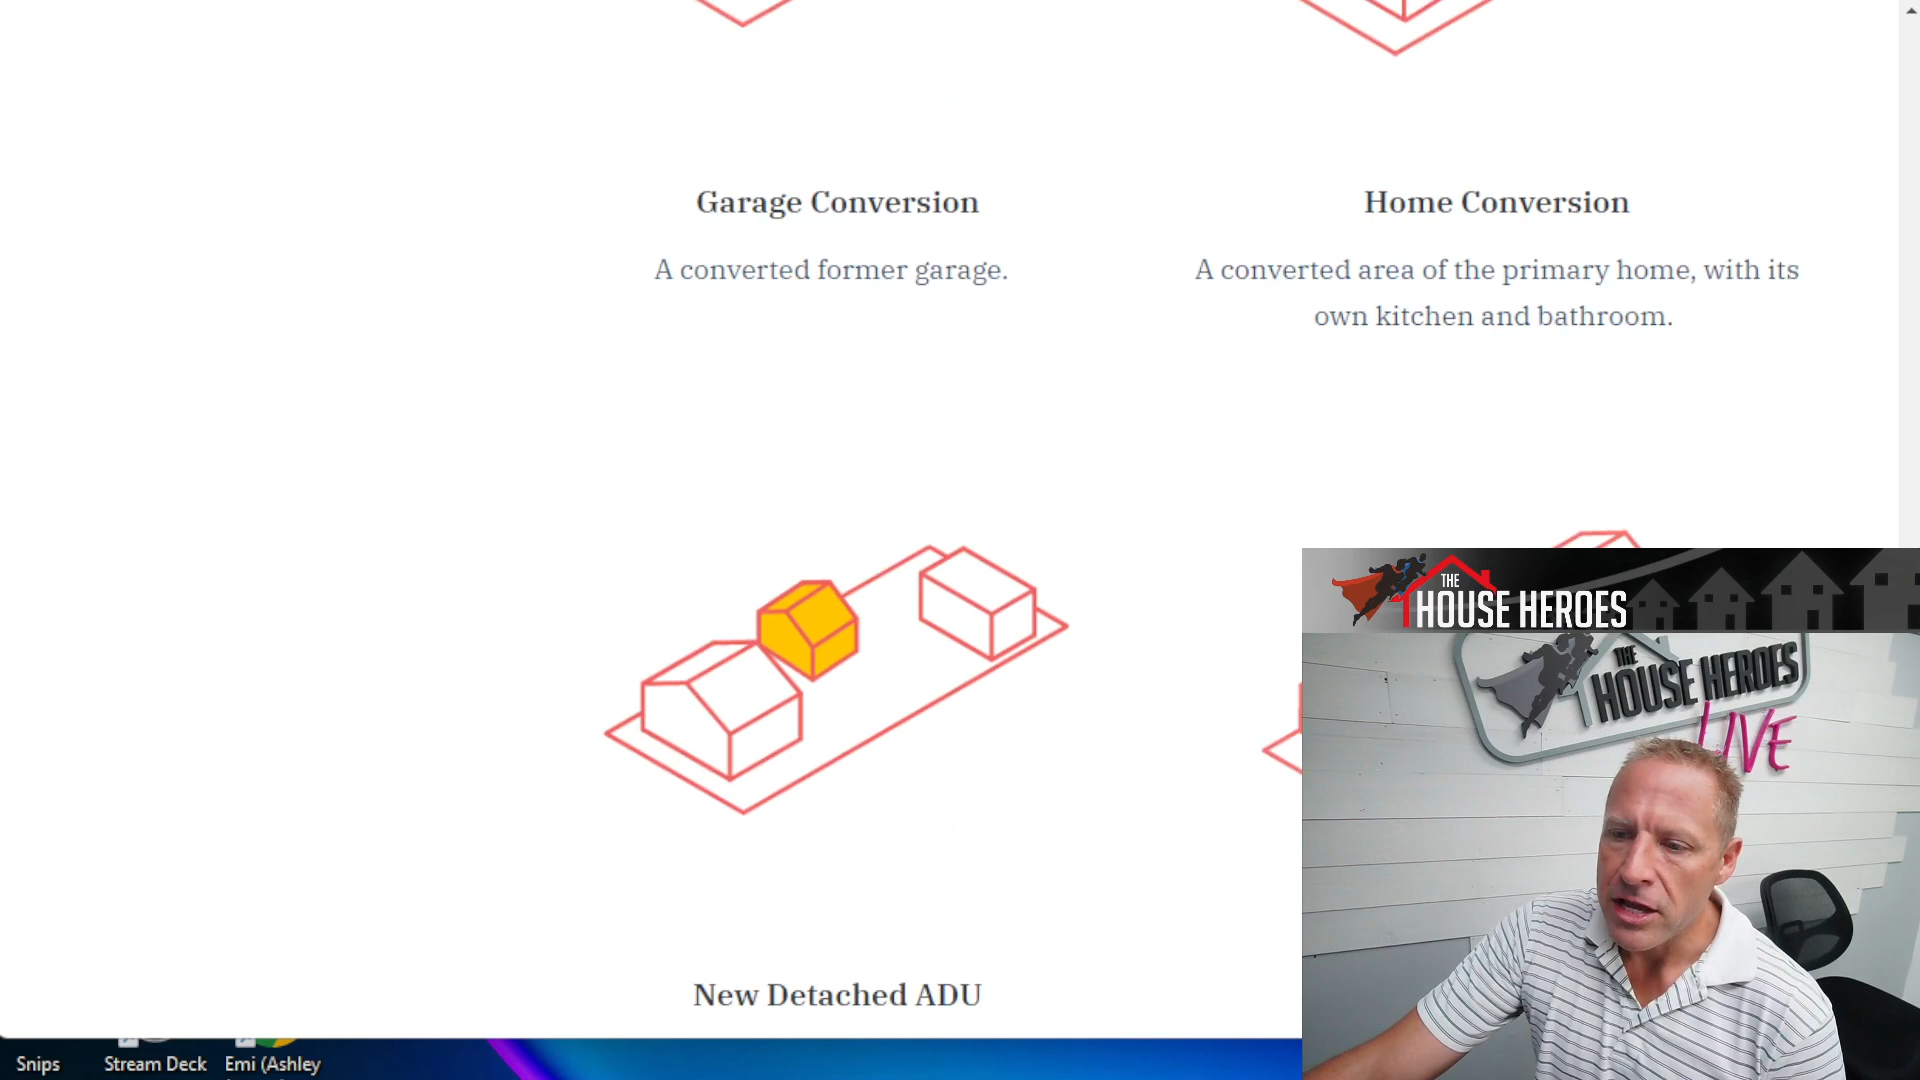 Garage Conversion
A converted former garage.
Home Conversion
A converted area of the primary home, with its
own kitchen and bathroom.
New Detached ADU
THE
HOUSE HEROES
THE
HOUSE HEROES
LIVE
Snips
Stream Deck
Emi (Ashley